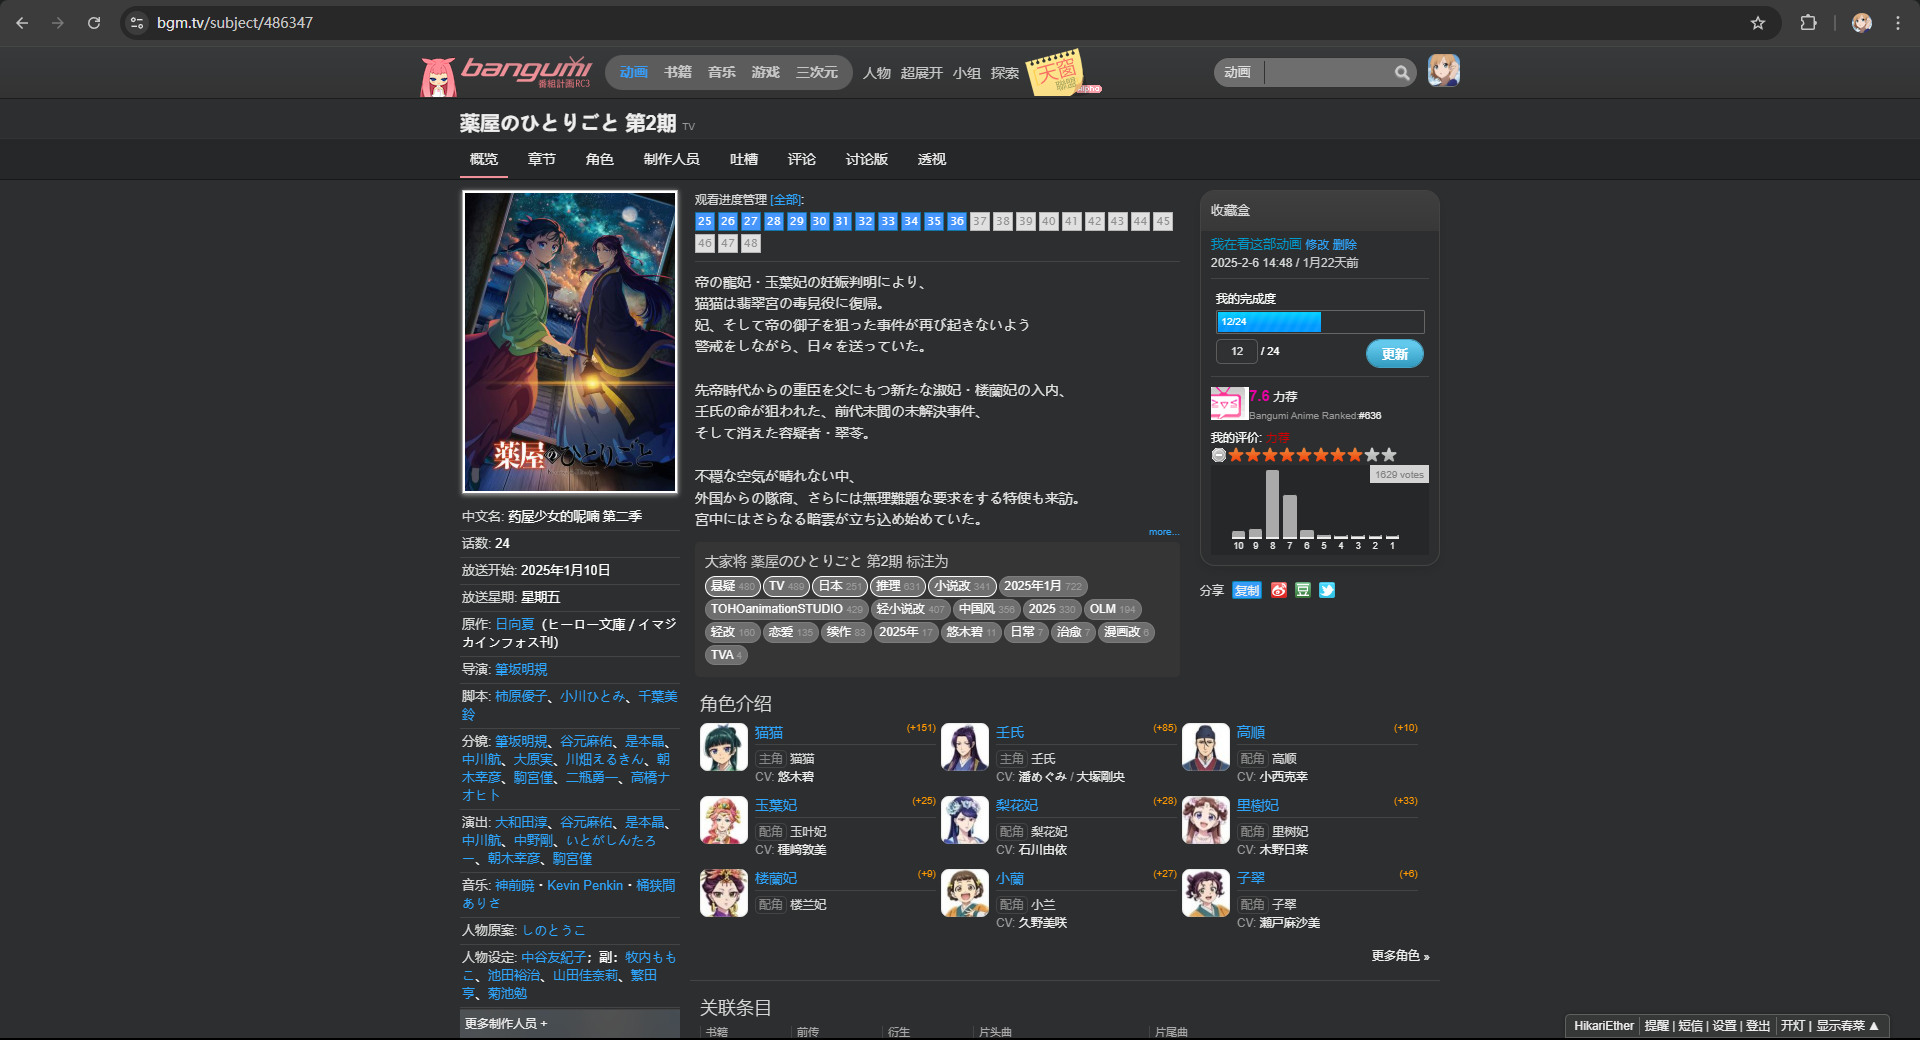 bgm.tv/subject/486347
bangumi
番組計画RC3
动画 书籍 音乐 游戏 三次元 人物 超展开 小组 探索
天窗
联盟
alpha
动画
薬屋のひとりごと 第2期 TV
概览 章节 角色 制作人员 吐槽 评论 讨论版 透视
薬屋のひとりごと
中文名: 药屋少女的呢喃 第二季
话数: 24
放送开始: 2025年1月10日
放送星期: 星期五
原作: 日向夏（ヒーロー文庫 / イマジ
カインフォス刊）
导演: 筆坂明規
脚本: 柿原優子、小川ひとみ、千葉美
鈴
分镜: 筆坂明規、谷元麻佑、是本晶、
中川航、大原実、川畑えるきん、朝
木幸彦、駒宮僅、二瓶勇一、高橋ナ
オヒト
演出: 大和田淳、谷元麻佑、是本晶、
中川航、中野剛、いとがしんたろ
ー、朝木幸彦、駒宮僅
音乐: 神前暁・Kevin Penkin・桶狭間
ありさ
人物原案: しのとうこ
人物设定: 中谷友紀子；副：牧内もも
こ、池田裕治、山田佳奈莉、繁田
亨、菊池勉
更多制作人员 +
观看进度管理 [全部]:
25 26 27 28 29 30 31 32 33 34 35 36 37 38 39 40 41 42 43 44 45
46 47 48
帝の寵妃・玉葉妃の妊娠判明により、
猫猫は翡翠宮の毒見役に復帰。
妃、そして帝の御子を狙った事件が再び起きないよう
警戒をしながら、日々を送っていた。
先帝時代からの重臣を父にもつ新たな淑妃・楼蘭妃の入内、
壬氏の命が狙われた、前代未聞の未解決事件、
そして消えた容疑者・翠苓。
不穏な空気が晴れない中、
外国からの隊商、さらには無理難題な要求をする特使も来訪。
宮中にはさらなる暗雲が立ち込め始めていた。
more...
大家将 薬屋のひとりごと 第2期 标注为
悬疑 480 TV 489 日本 251 推理 631 小说改 341 2025年1月 722
TOHOanimationSTUDIO 429 轻小说改 407 中国风 356 2025 330 OLM 194
轻改 160 恋爱 135 续作 83 2025年 17 悠木碧 11 日常 7 治愈 7 漫画改 6
TVA 4
角色介绍
猫猫 (+151)
主角 猫猫
CV: 悠木碧
壬氏 (+85)
主角 壬氏
CV: 潘めぐみ / 大塚剛央
高順 (+10)
配角 高顺
CV: 小西克幸
玉葉妃 (+25)
配角 玉叶妃
CV: 種﨑敦美
梨花妃 (+28)
配角 梨花妃
CV: 石川由依
里樹妃 (+33)
配角 里树妃
CV: 木野日菜
楼蘭妃 (+9)
配角 楼兰妃
小蘭 (+27)
配角 小兰
CV: 久野美咲
子翠 (+6)
配角 子翠
CV: 瀬戸麻沙美
更多角色 »
关联条目
书籍 前传 衍生 片头曲 片尾曲
收藏盒
我在看这部动画 修改 删除
2025-2-6 14:48 / 1月22天前
我的完成度
12/24
12 / 24 更新
7.6 力荐
Bangumi Anime Ranked:#636
我的评价: 力荐
1629 votes
10 9 8 7 6 5 4 3 2 1
分享 复制 豆
HikariEther 提醒 | 短信 | 设置 | 登出 开灯 | 显示春菜 ▲